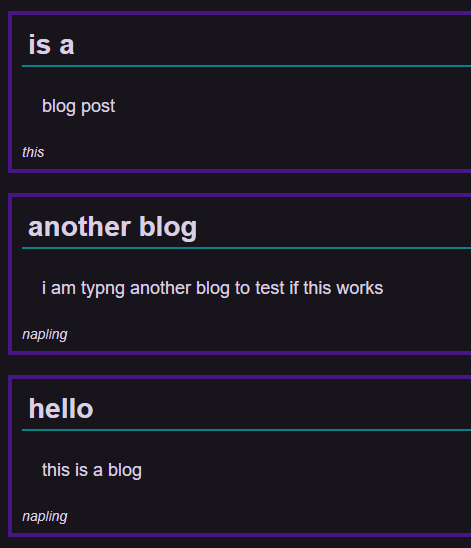 is a
blog post
this
another blog
i am typng another blog to test if this works
napling
hello
this is a blog
napling